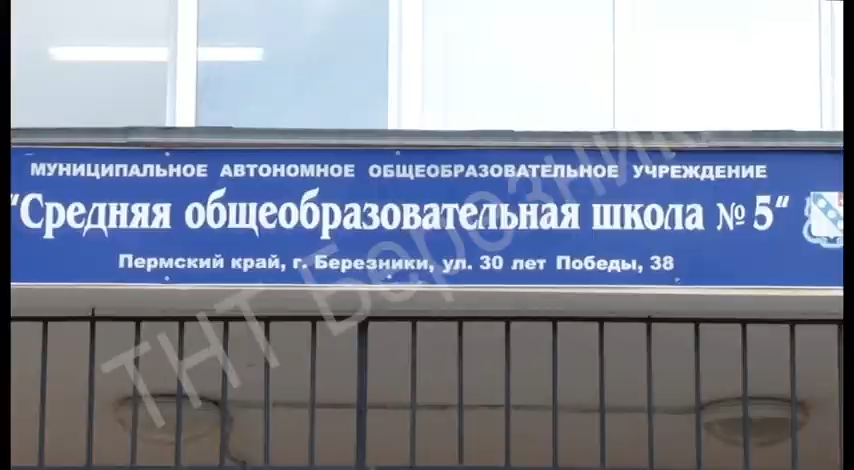 МУНИЦИПАЛЬНОЕ АВТОНОМНОЕ ОБЩЕОБРАЗОВАТЕЛЬНОЕ УЧРЕЖДЕНИЕ
"Средняя общеобразовательная школа № 5"
Пермский край, г. Березники, ул. 30 лет Победы, 38
ТНТ Березники